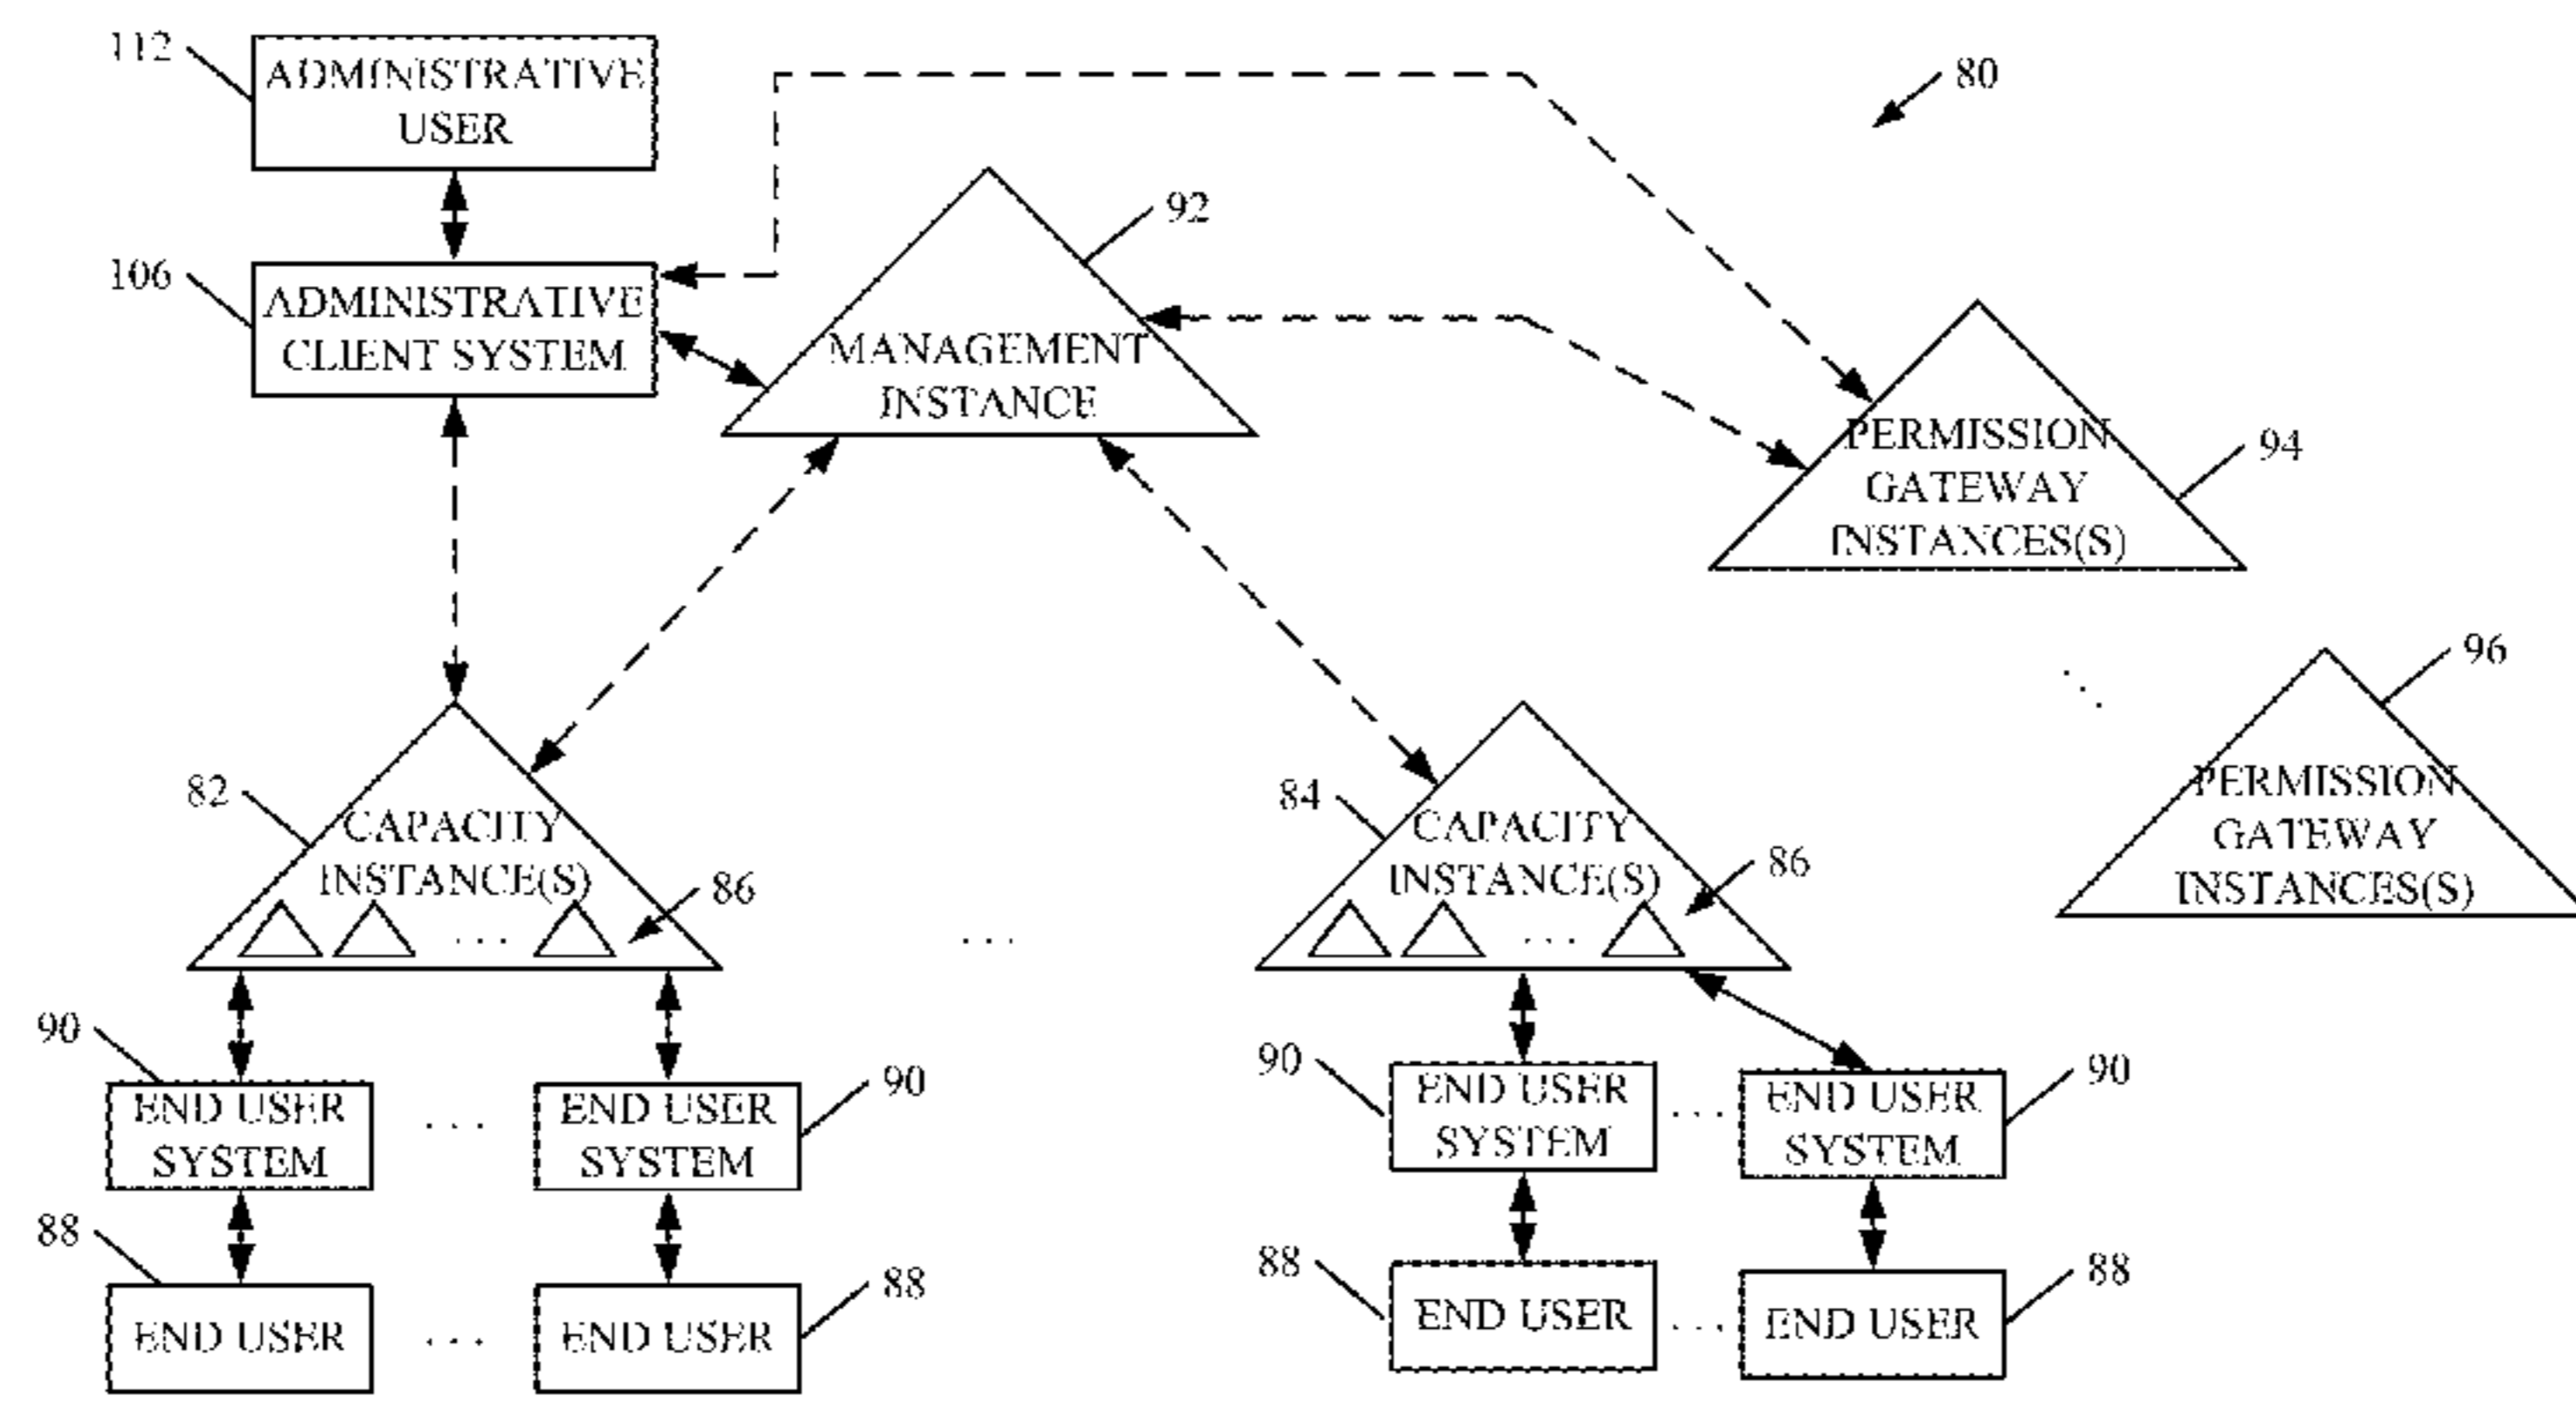 112
ADMINISTRATIVE
USER
80
92
106
ADMINISTRATIVE
CLIENT SYSTEM
MANAGEMENT
INSTANCE
94
PERMISSION
GATEWAY
INSTANCES(S)
96
PERMISSION
GATEWAY
INSTANCES(S)
82
CAPACITY
INSTANCE(S)
86
...
84
CAPACITY
INSTANCE(S)
86
...
...
90
END USER
SYSTEM
...
END USER
SYSTEM
90
90
END USER
SYSTEM
...
END USER
SYSTEM
90
88
END USER
...
END USER
88
88
END USER
...
END USER
88